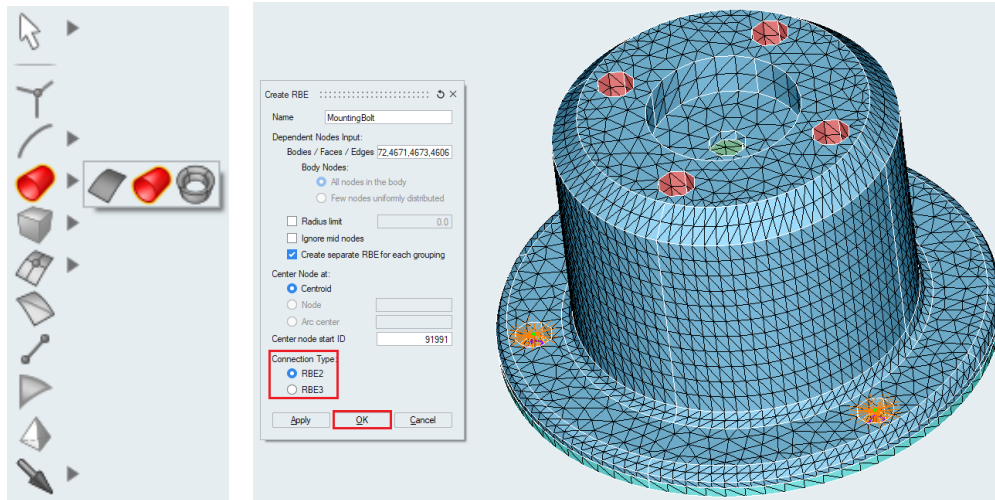 Create RBE
Name MountingBolt
Dependent Nodes Input:
Bodies / Faces / Edges 72,4671,4673,4606
Body Nodes:
All nodes in the body
Few nodes uniformly distributed
Radius limit 0.0
Ignore mid nodes
Create separate RBE for each grouping
Center Node at:
Centroid
Node
Arc center
Center node start ID 91991
Connection Type:
RBE2
RBE3
Apply OK Cancel